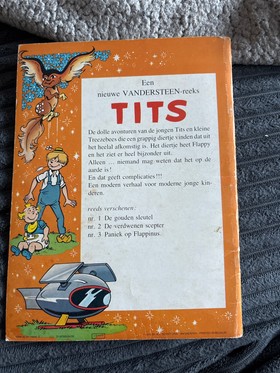 Een
nieuwe VANDERSTEEN-reeks
TITS
De dolle avonturen van de jongen Tits en kleine
Treezebees die een grappig diertje vinden dat uit
het heelal afkomstig is. Het diertje heet Flappy
en het ziet er heel bijzonder uit.
Alleen ... niemand mag weten dat het op de
aarde is!
En dat geeft complicaties!!!
Een modern verhaal voor moderne jonge kin-
deren.
reeds verschenen:
nr. 1 De gouden sleutel
nr. 2 De verdwenen scepter
nr. 3 Paniek op Flappinus.